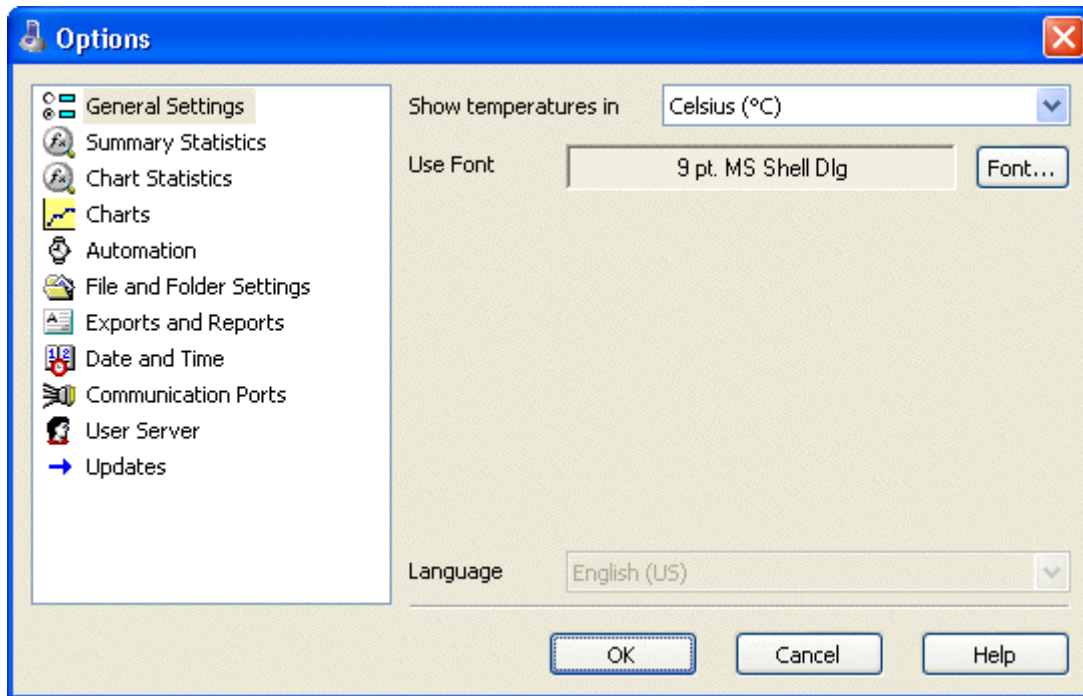 Options
General Settings
Summary Statistics
Chart Statistics
Charts
Automation
File and Folder Settings
Exports and Reports
Date and Time
Communication Ports
User Server
Updates
Show temperatures in Celsius (°C)
Use Font 9 pt. MS Shell Dlg Font...
Language English (US)
OK Cancel Help